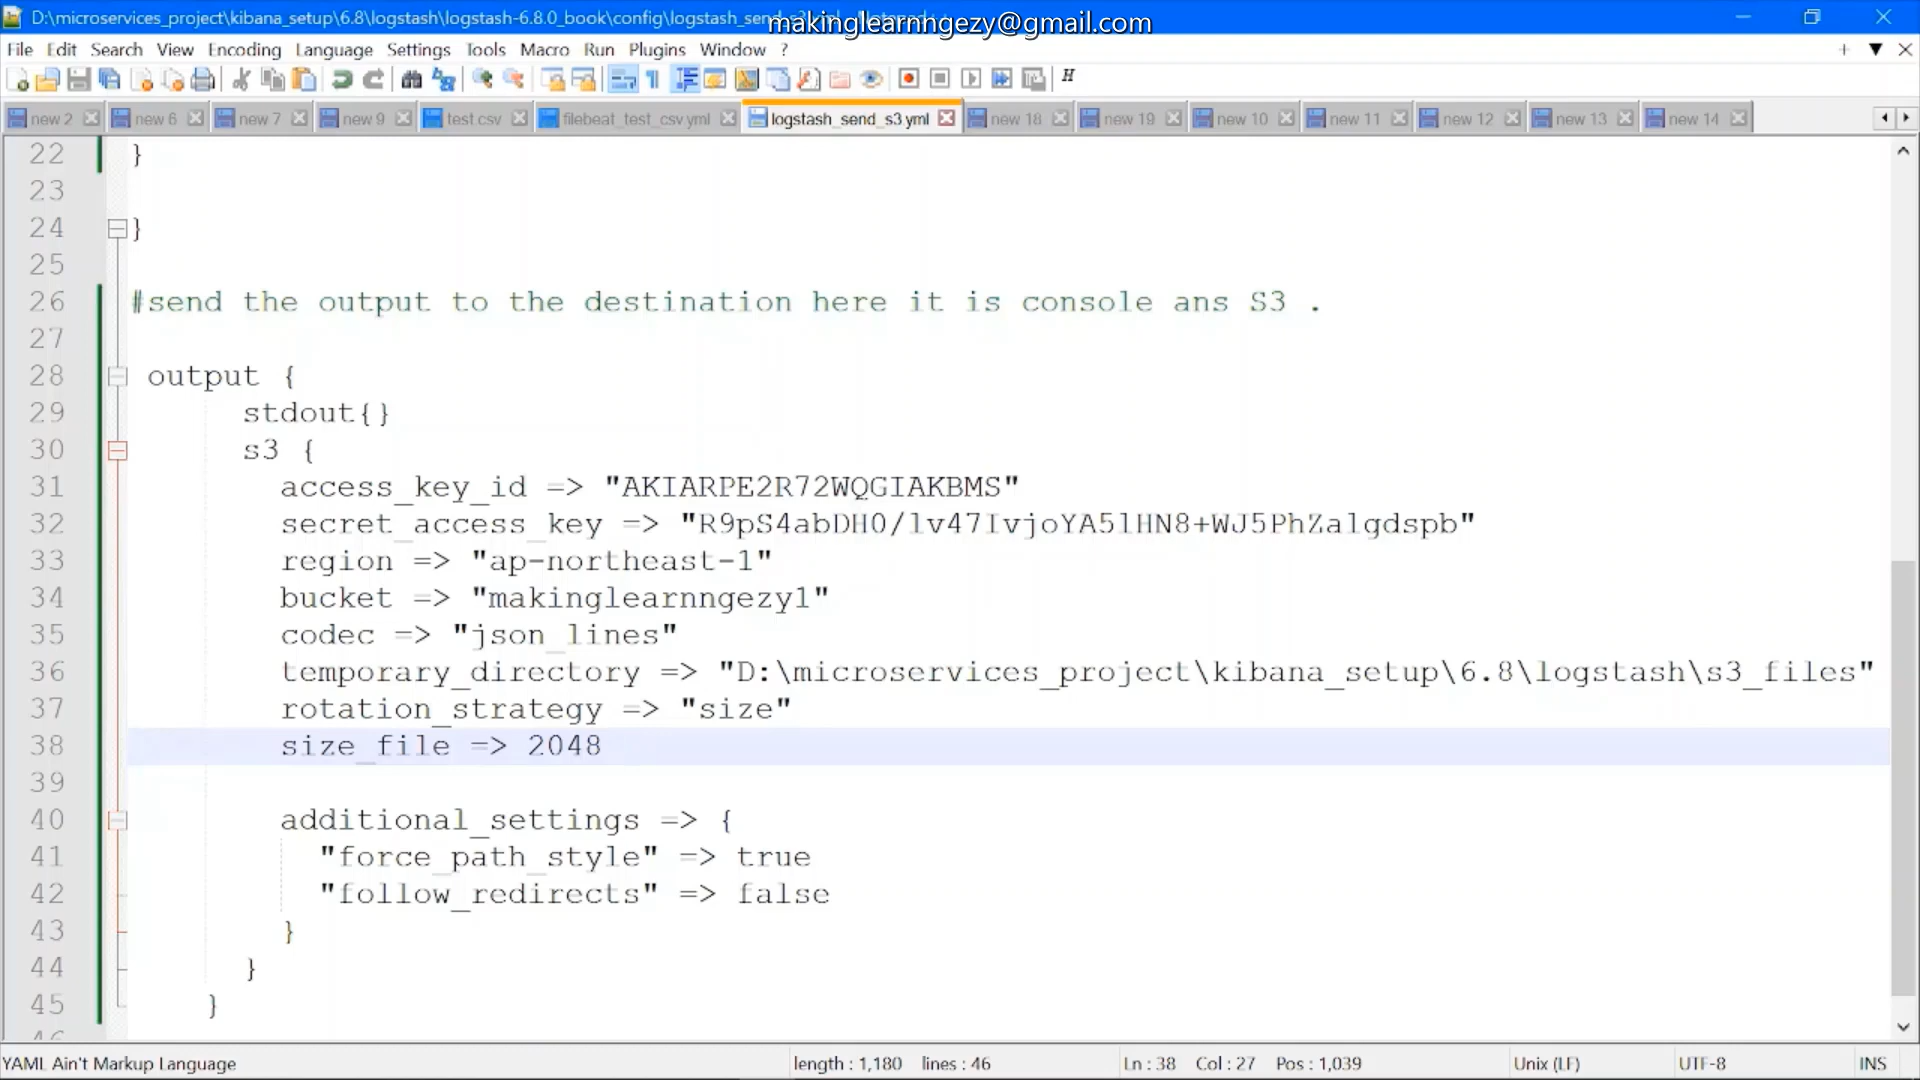 D:\microservices_project\kibana_setup\6.8\logstash\logstash-6.8.0_book\config\logstash_send_s3
makinglearnngezy@gmail.com
File Edit Search View Encoding Language Settings Tools Macro Run Plugins Window ?
new 2 new 6 new 7 new 9 test.csv filebeat_test_csv.yml logstash_send_s3.yml new 18 new 19 new 10 new 11 new 12 new 13 new 14
22 }
23
24 }
25
26 #send the output to the destination here it is console ans S3 .
27
28 output {
29 stdout{}
30 s3 {
31 access_key_id => "AKIARPE2R72WQGIAKBMS"
32 secret_access_key =>
33 region => "ap-northeast-1"
34 bucket => "makinglearnngezy1"
35 codec => "json_lines"
36 temporary_directory => "D:\microservices_project\kibana_setup\6.8\logstash\s3_files"
37 rotation_strategy => "size"
38 size_file => 2048
39
40 additional_settings => {
41 "force_path_style" => true
42 "follow_redirects" => false
43 }
44 }
45 }
YAML Ain't Markup Language length : 1,180 lines : 46 Ln : 38 Col : 27 Pos : 1,039 Unix (LF) UTF-8 INS